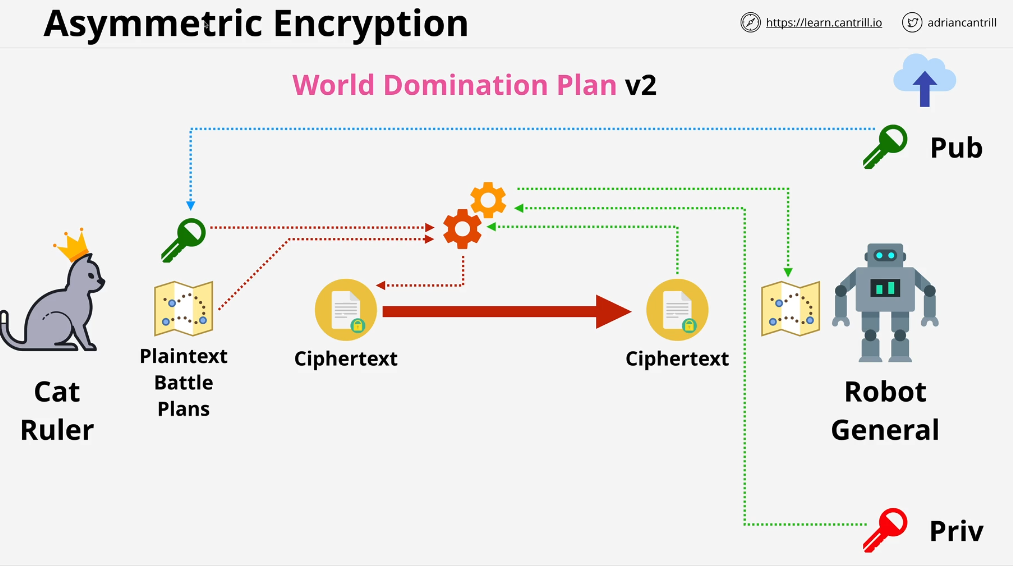 Asymmetric Encryption
https://learn.cantrill.io
adriancantrill
World Domination Plan v2
Pub
Plaintext
Battle
Plans
Ciphertext
Ciphertext
Cat
Ruler
Robot
General
Priv